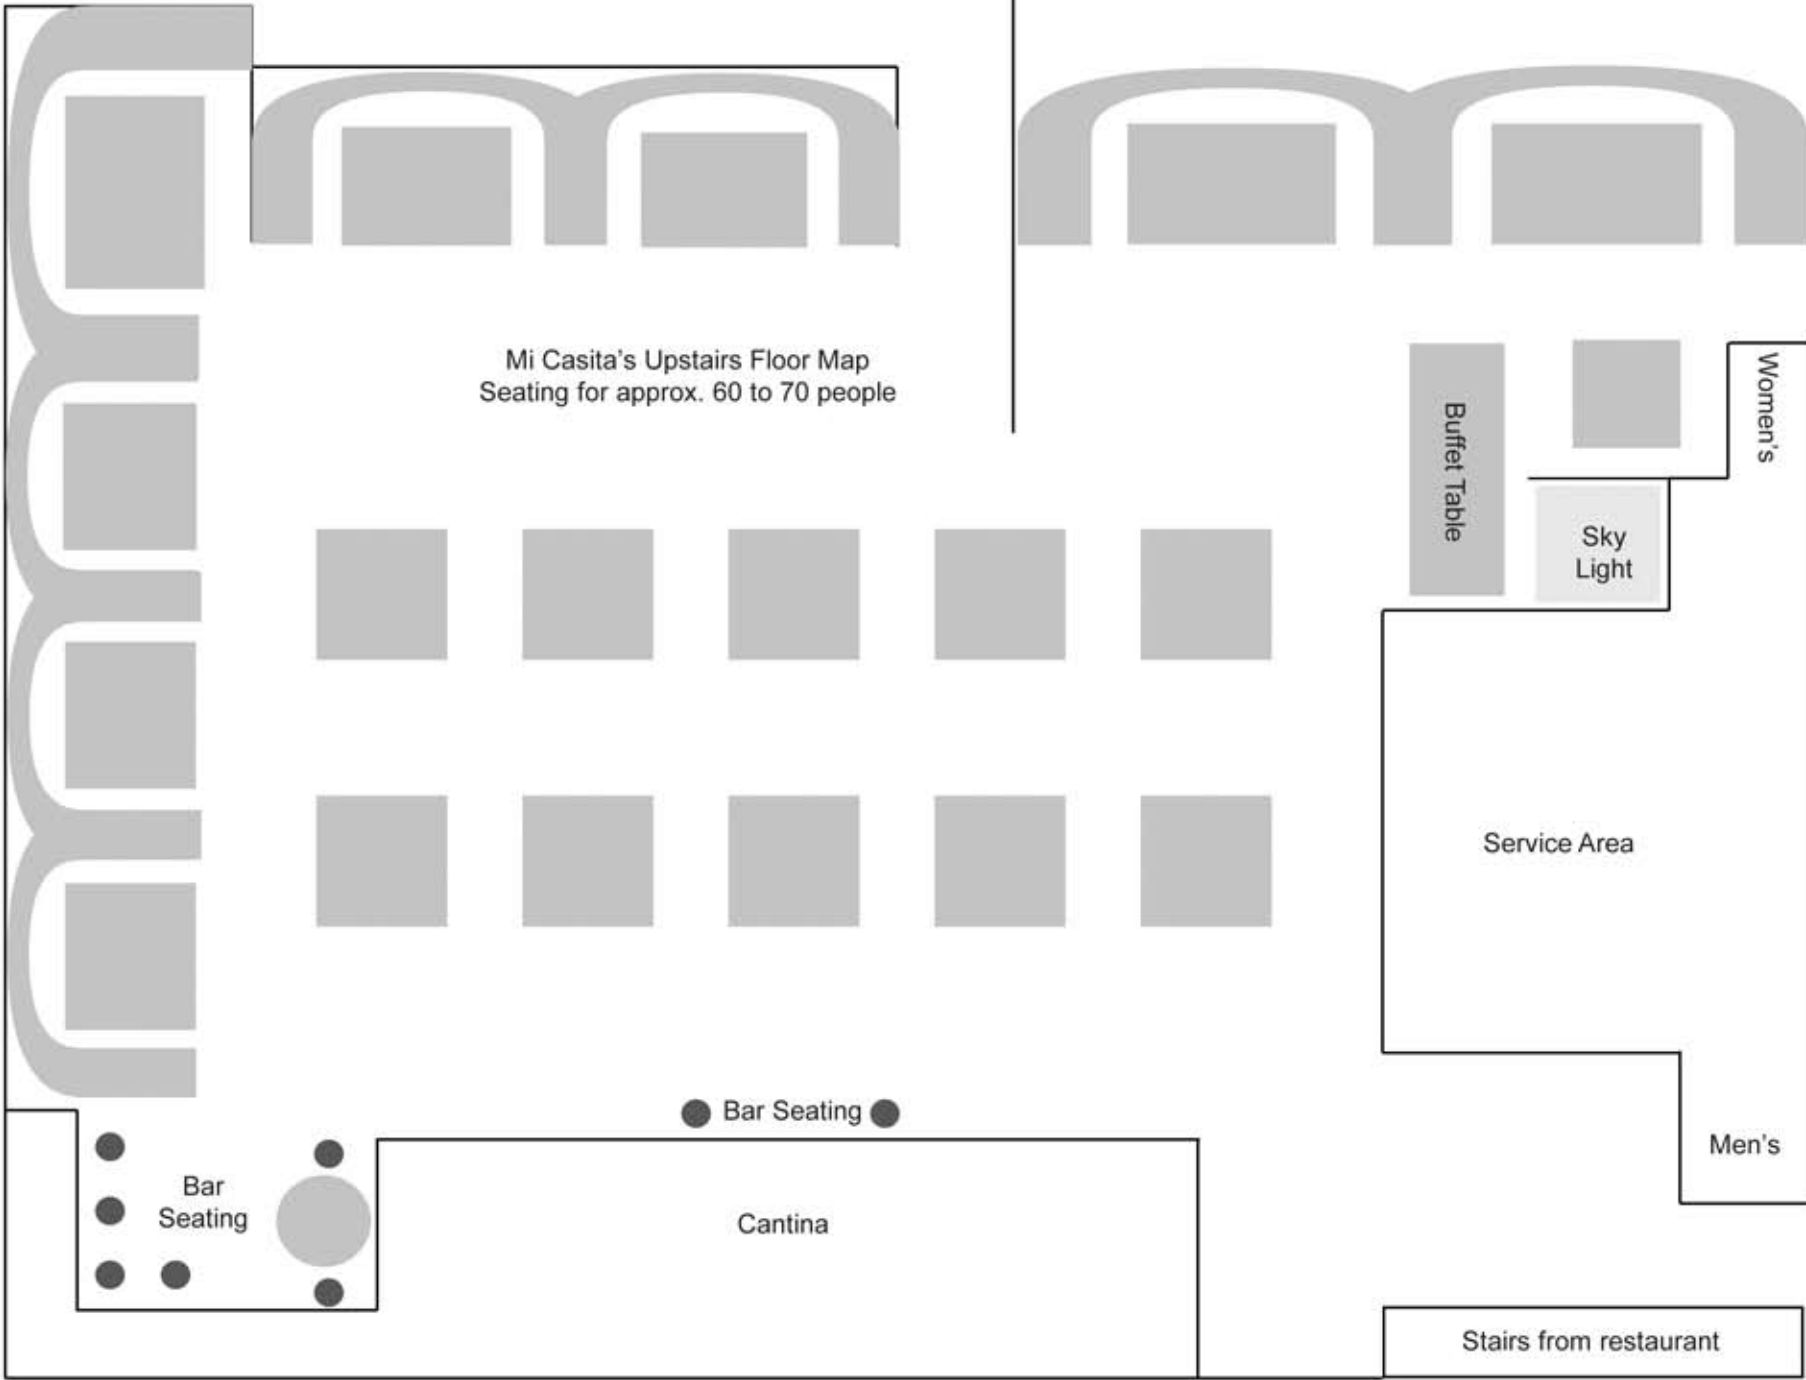 Mi Casita’s Upstairs Floor Map
Seating for approx. 60 to 70 people
Women’s
Buffet Table
Sky
Light
Service Area
Bar Seating
Men’s
Bar
Seating
Cantina
Stairs from restaurant